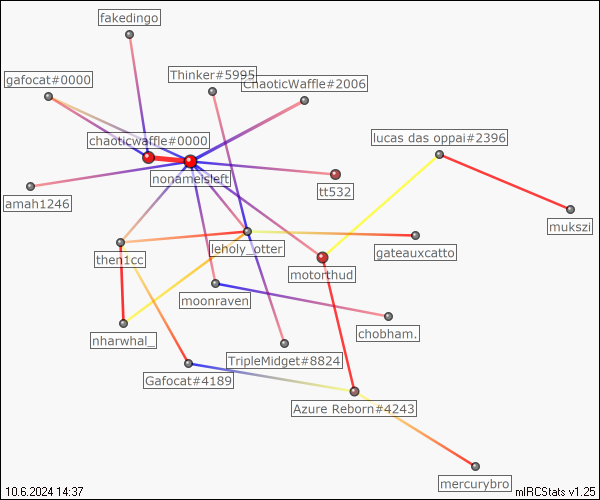 fakedingo
gafocat#0000
Thinker#5995
ChaoticWaffle#2006
chaoticwaffle#0000
lucas das oppai#2396
nonameisleft
tt532
amah1246
mukszi
leholy_otter
gateauxcatto
then1cc
motorthud
moonraven
chobham.
nharwhal_
TripleMidget#8824
Gafocat#4189
Azure Reborn#4243
mercurybro
10.6.2024 14:37
mIRCStats v1.25